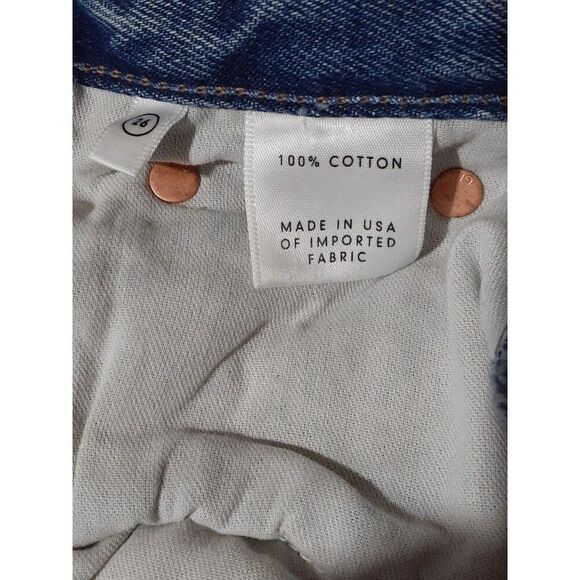 26
100% COTTON
MADE IN USA
OF IMPORTED
FABRIC